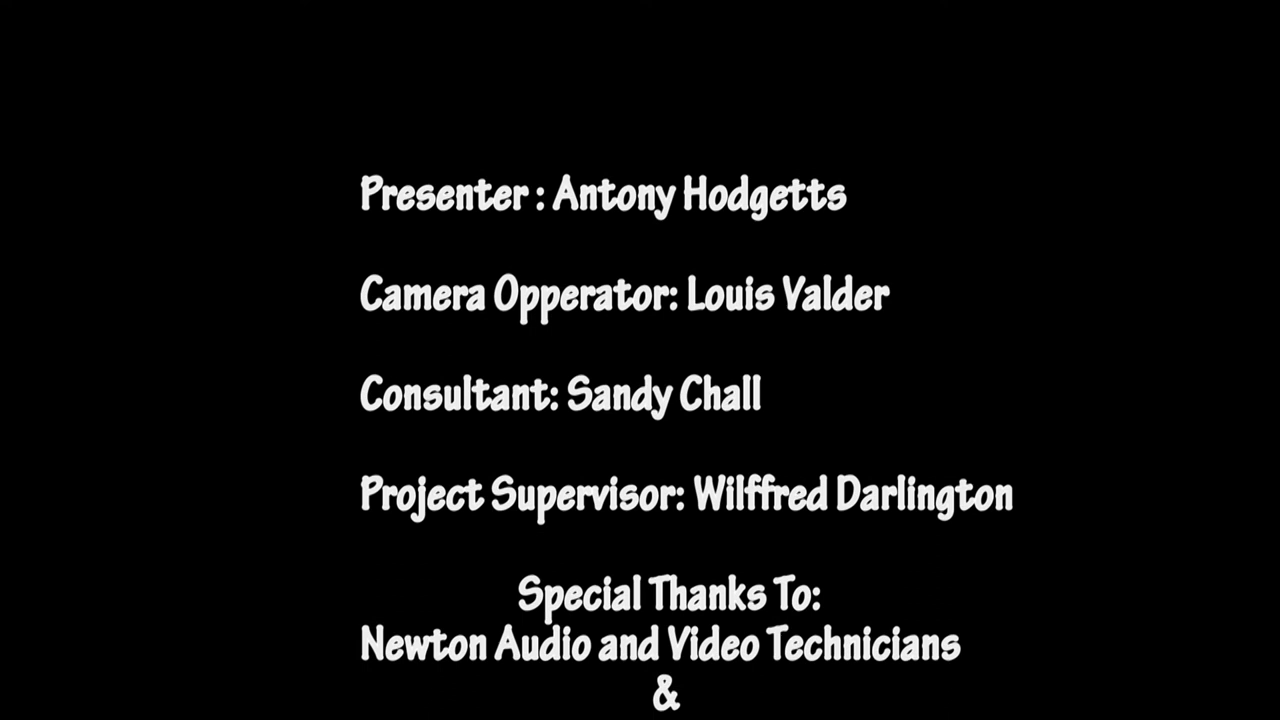 Presenter : Antony Hodgetts
Camera Opperator: Louis Valder
Consultant: Sandy Chall
Project Supervisor: Wilffred Darlington
Special Thanks To:
Newton Audio and Video Technicians
&